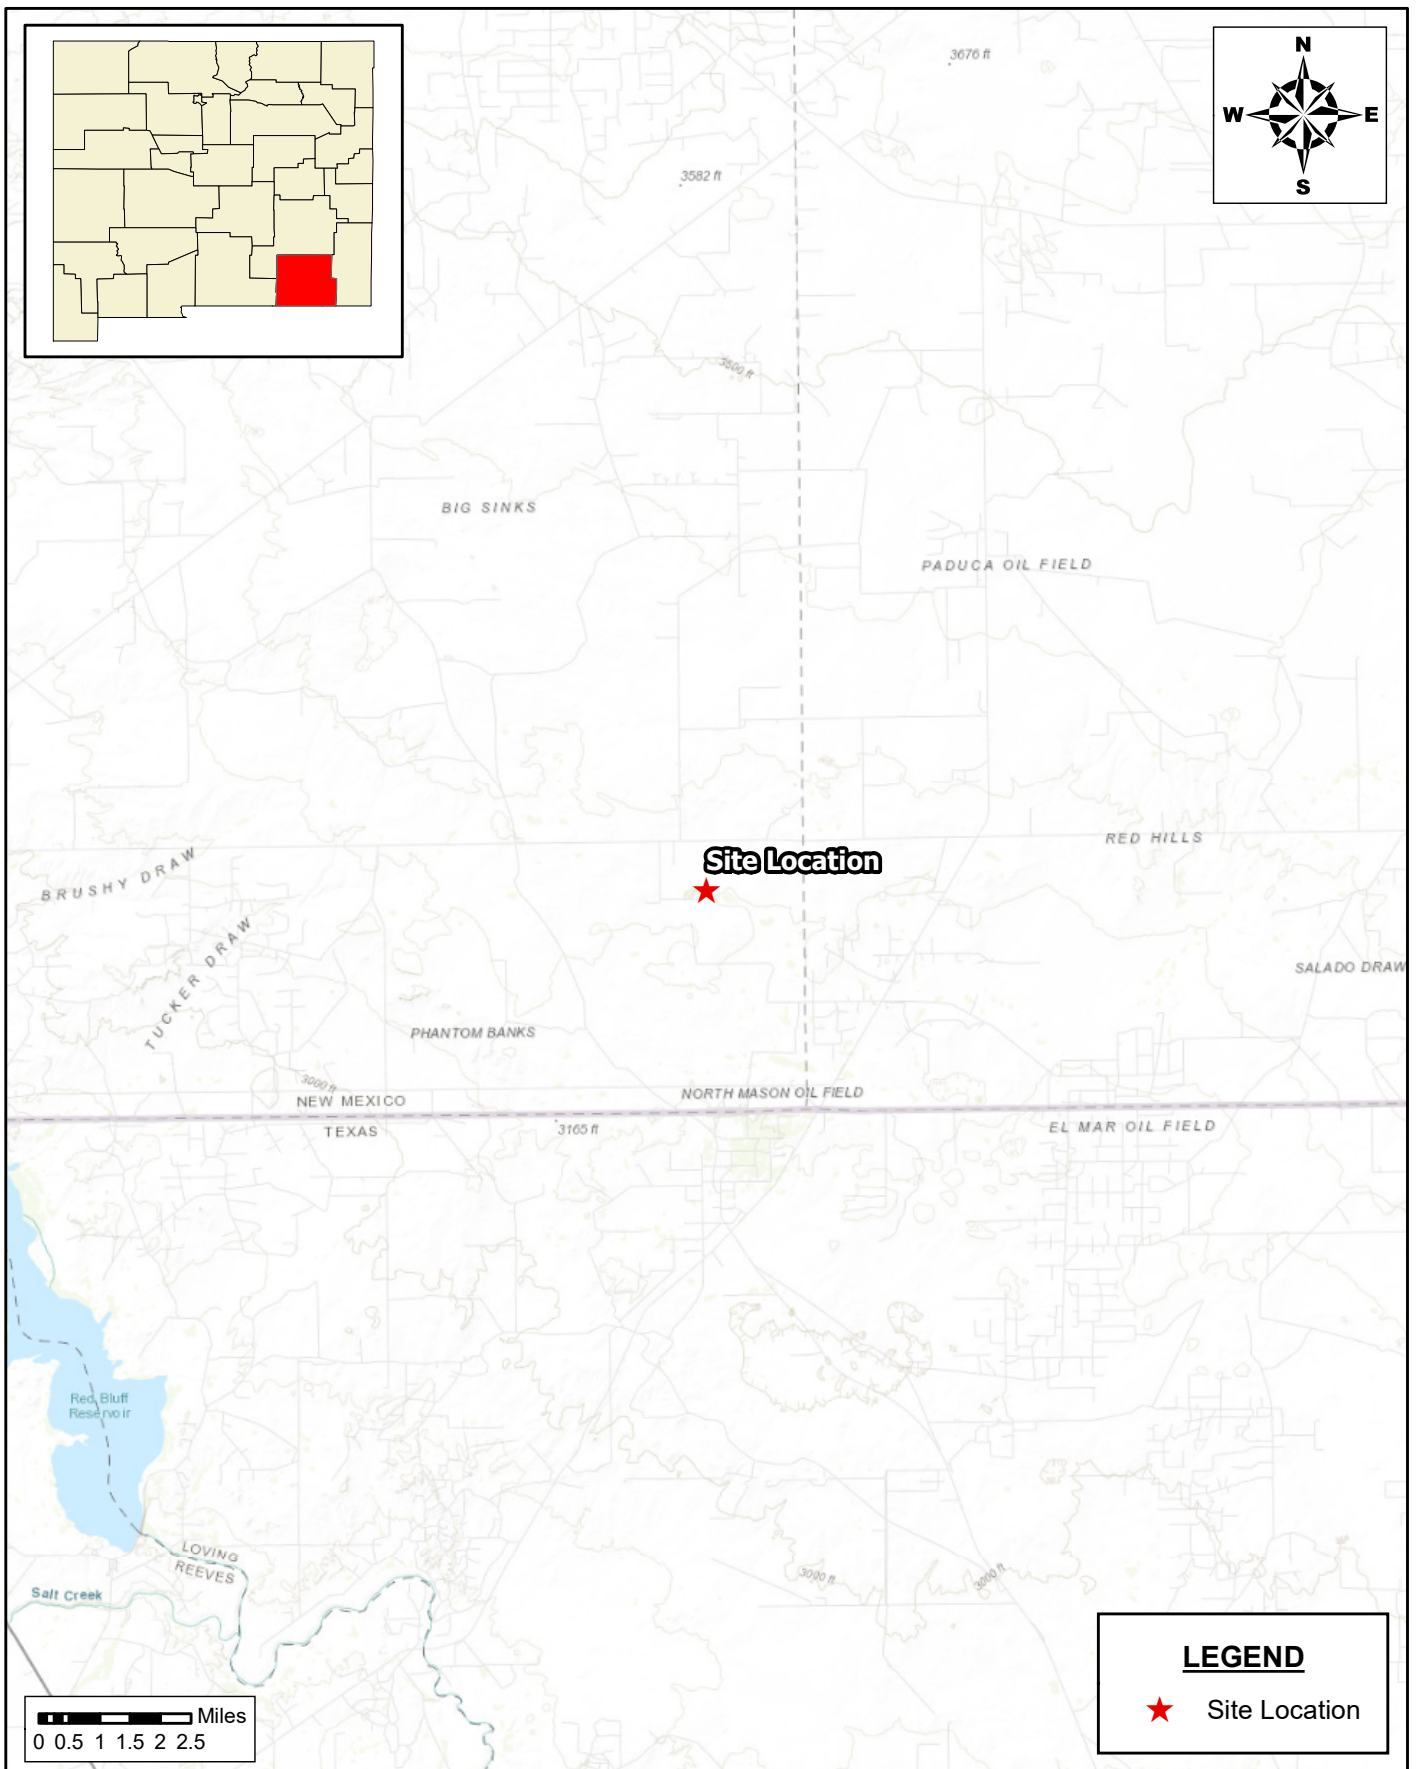 N
W
E
S
3676 ft
3582 ft
3500 ft
BIG SINKS
PADUCA OIL FIELD
RED HILLS
Site Location
BRUSHY DRAW
TUCKER DRAW
SALADO DRAW
PHANTOM BANKS
3000 ft
NEW MEXICO
NORTH MASON OIL FIELD
TEXAS
3165 ft
EL MAR OIL FIELD
Red Bluff
Reservoir
LOVING
REEVES
Salt Creek
3000 ft
3000 ft
LEGEND
Site Location
Miles
0 0.5 1 1.5 2 2.5